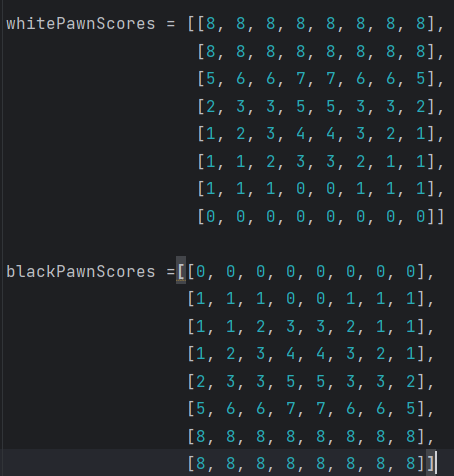 whitePawnScores = [[8, 8, 8, 8, 8, 8, 8, 8],
[8, 8, 8, 8, 8, 8, 8, 8],
[5, 6, 6, 7, 7, 6, 6, 5],
[2, 3, 3, 5, 5, 3, 3, 2],
[1, 2, 3, 4, 4, 3, 2, 1],
[1, 1, 2, 3, 3, 2, 1, 1],
[1, 1, 1, 0, 0, 1, 1, 1],
[0, 0, 0, 0, 0, 0, 0, 0]]
blackPawnScores =[[0, 0, 0, 0, 0, 0, 0, 0],
[1, 1, 1, 0, 0, 1, 1, 1],
[1, 1, 2, 3, 3, 2, 1, 1],
[1, 2, 3, 4, 4, 3, 2, 1],
[2, 3, 3, 5, 5, 3, 3, 2],
[5, 6, 6, 7, 7, 6, 6, 5],
[8, 8, 8, 8, 8, 8, 8, 8],
[8, 8, 8, 8, 8, 8, 8, 8]]